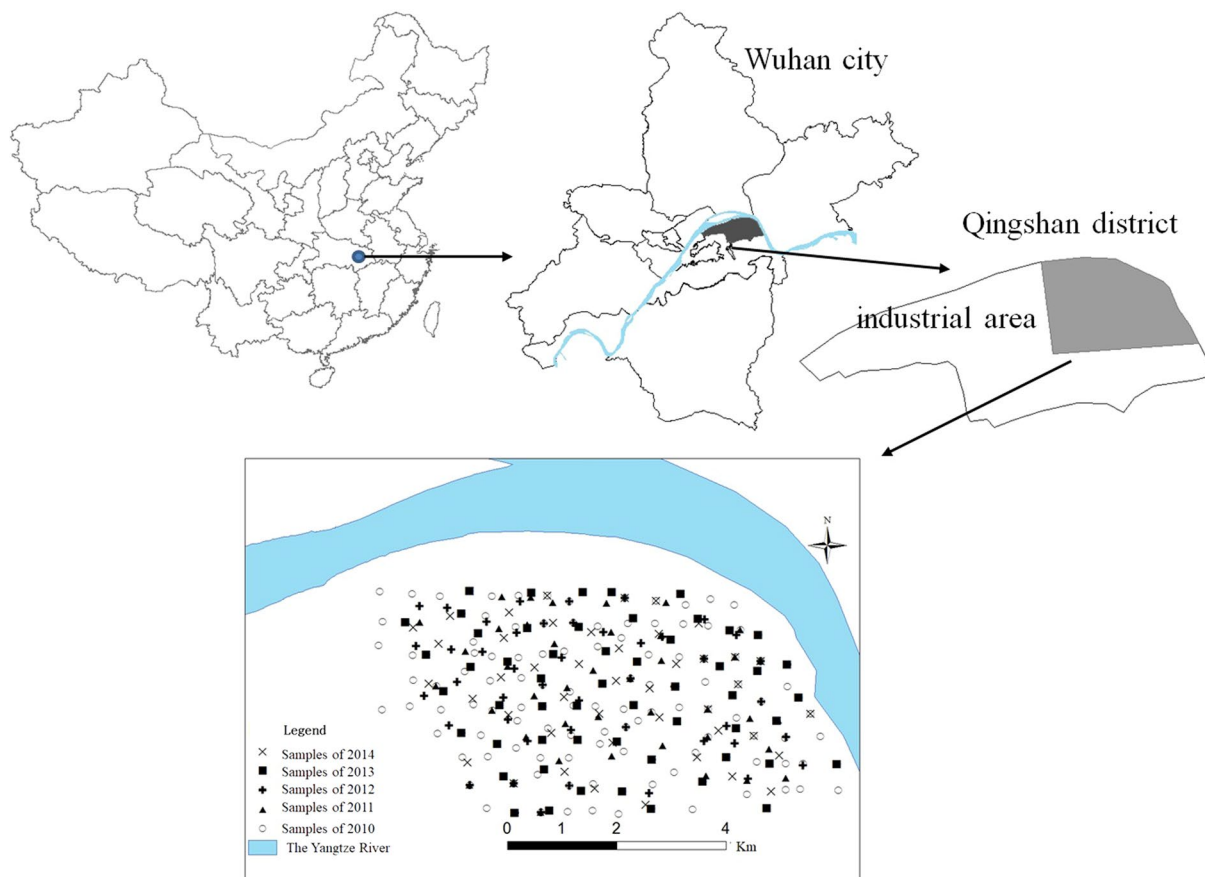 Wuhan city
Qingshan district
industrial area
N
Legend
Samples of 2014
Samples of 2013
Samples of 2012
Samples of 2011
Samples of 2010
The Yangtze River
0 1 2 4
Km